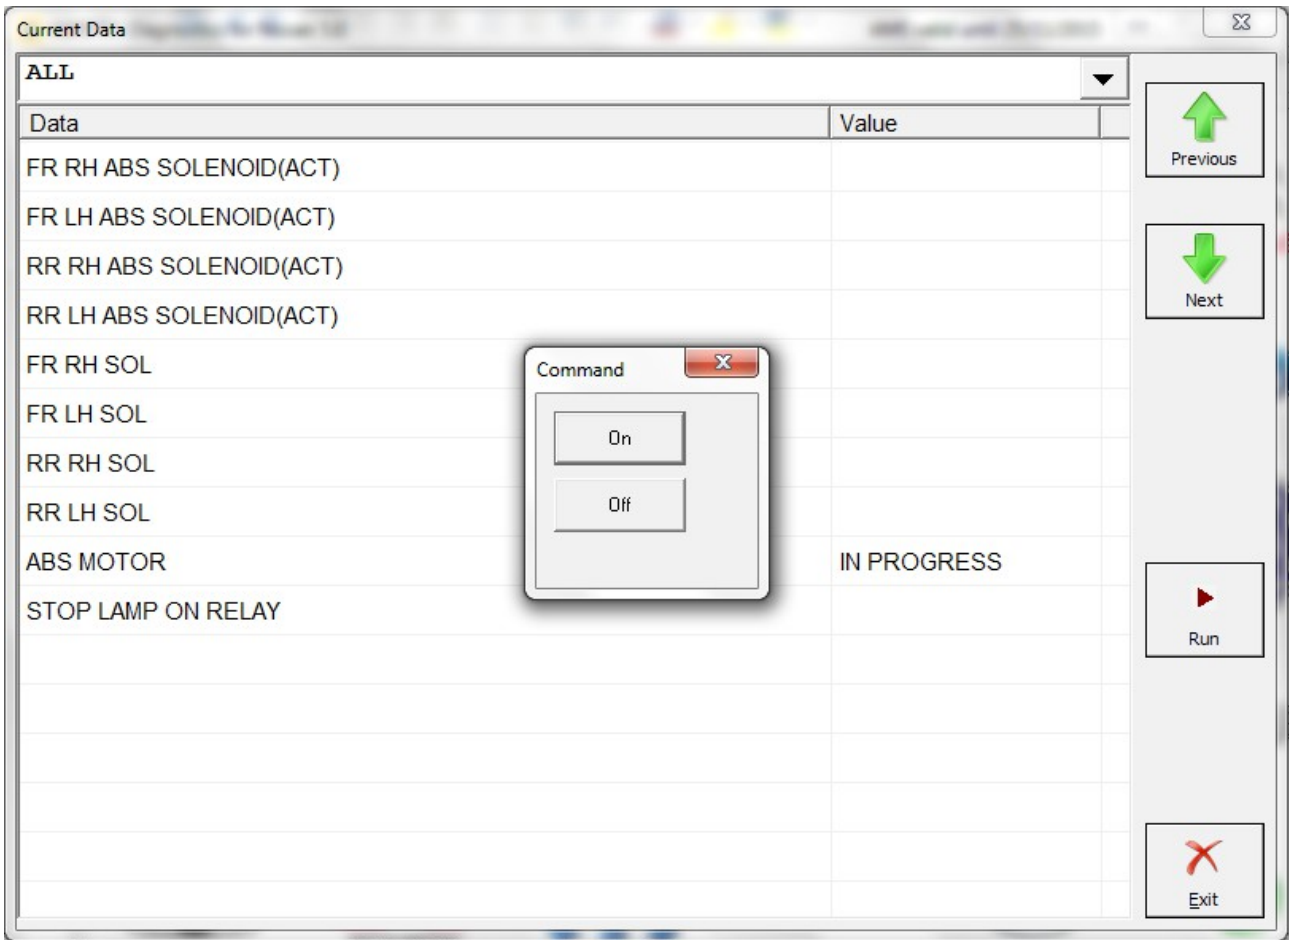 Current Data
ALL
Data Value
Previous
FR RH ABS SOLENOID(ACT)
FR LH ABS SOLENOID(ACT)
RR RH ABS SOLENOID(ACT)
Next
RR LH ABS SOLENOID(ACT)
FR RH SOL
Command
FR LH SOL
On
RR RH SOL
Off
RR LH SOL
ABS MOTOR IN PROGRESS
STOP LAMP ON RELAY
Run
Exit